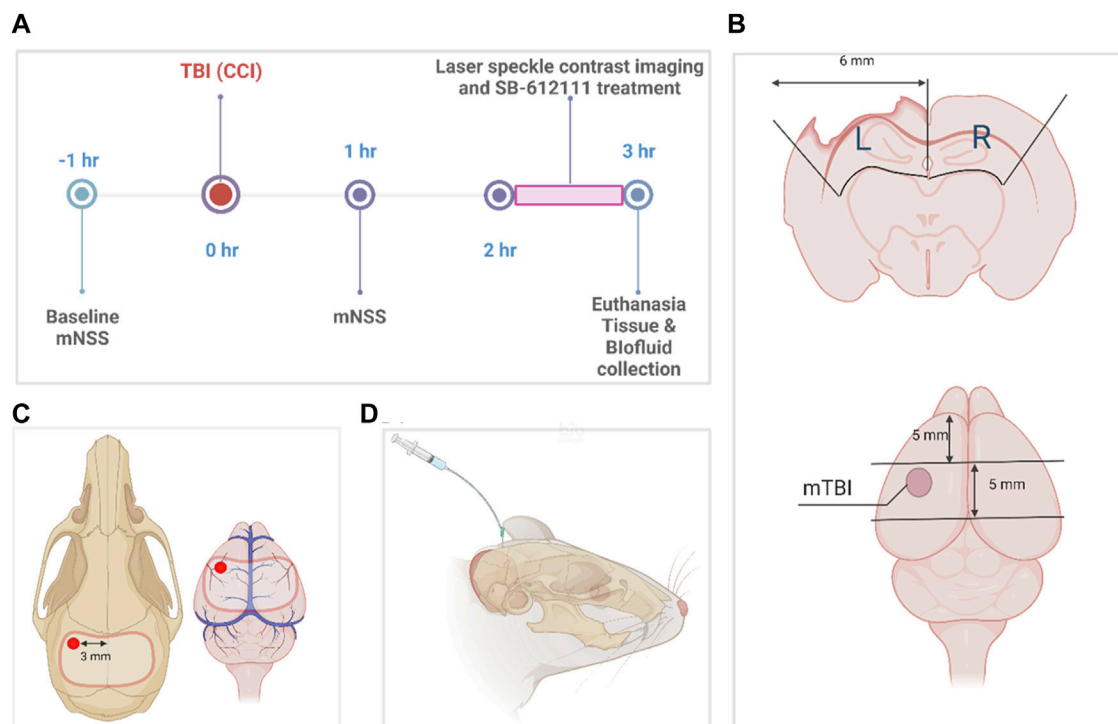 A
TBI (CCI)
Laser speckle contrast imaging
and SB-612111 treatment
-1 hr
1 hr
3 hr
0 hr
2 hr
Baseline
mNSS
mNSS
Euthanasia
Tissue &
BIofluid
collection
B
6 mm
L
R
5 mm
5 mm
mTBI
C
3 mm
D